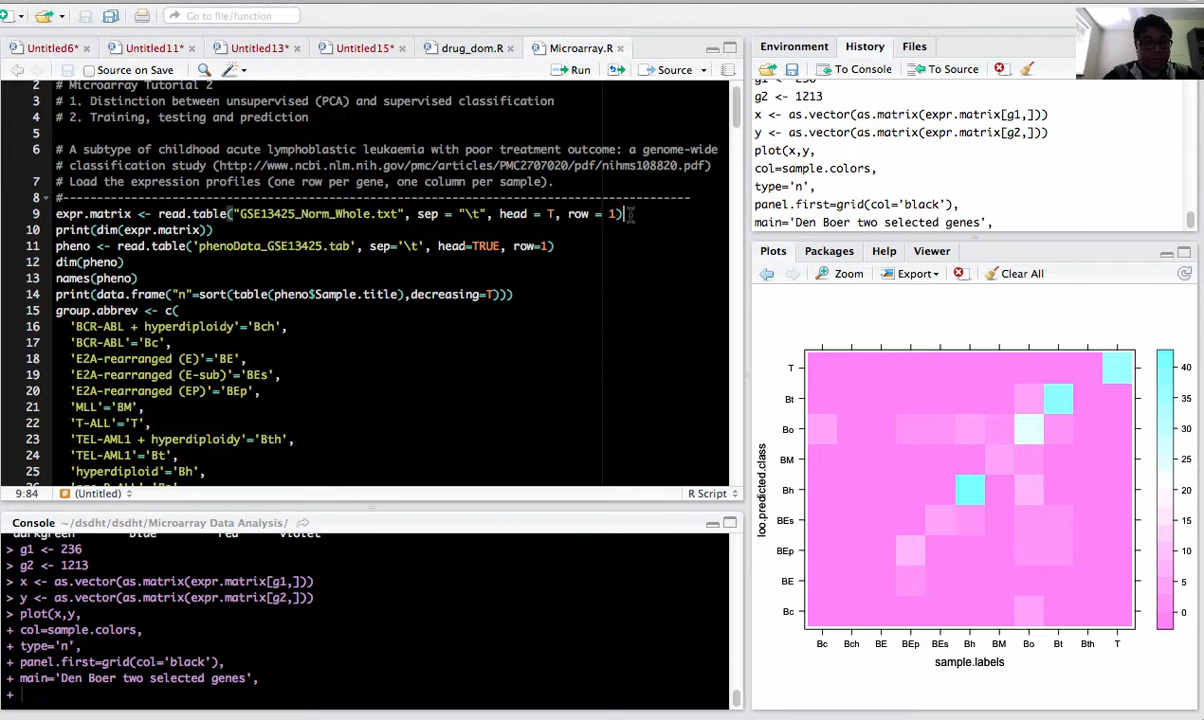 Go to file/function
Untitled6* × Untitled11* × Untitled13* × Untitled15* × drug_dom.R × Microarray.R ×
Source on Save Run Source
2 # Microarray Tutorial 2
3 # 1. Distinction between unsupervised (PCA) and supervised classification
4 # 2. Training, testing and prediction
5
6 # A subtype of childhood acute lymphoblastic leukaemia with poor treatment outcome: a genome-wide
# classification study (http://www.ncbi.nlm.nih.gov/pmc/articles/PMC2707020/pdf/nihms108820.pdf)
7 # Load the expression profiles (one row per gene, one column per sample).
8 #-------------------------------------------------------------------------------
9 expr.matrix <- read.table("GSE13425_Norm_Whole.txt", sep = "\t", head = T, row = 1)
10 print(dim(expr.matrix))
11 pheno <- read.table('phenoData_GSE13425.tab', sep='\t', head=TRUE, row=1)
12 dim(pheno)
13 names(pheno)
14 print(data.frame("n"=sort(table(pheno$Sample.title),decreasing=T)))
15 group.abbrev <- c(
16 'BCR-ABL + hyperdiploidy'='Bch',
17 'BCR-ABL'='Bc',
18 'E2A-rearranged (E)'='BE',
19 'E2A-rearranged (E-sub)'='BEs',
20 'E2A-rearranged (EP)'='BEp',
21 'MLL'='BM',
22 'T-ALL'='T',
23 'TEL-AML1 + hyperdiploidy'='Bth',
24 'TEL-AML1'='Bt',
25 'hyperdiploid'='Bh',
9:84 (Untitled) R Script
Console ~/dsdht/dsdht/Microarray Data Analysis/
> g1 <- 236
> g2 <- 1213
> x <- as.vector(as.matrix(expr.matrix[g1,]))
> y <- as.vector(as.matrix(expr.matrix[g2,]))
> plot(x,y,
+ col=sample.colors,
+ type='n',
+ panel.first=grid(col='black'),
+ main='Den Boer two selected genes',
+
Environment History Files
To Console To Source
g2 <- 1213
x <- as.vector(as.matrix(expr.matrix[g1,]))
y <- as.vector(as.matrix(expr.matrix[g2,]))
plot(x,y,
col=sample.colors,
type='n',
panel.first=grid(col='black'),
main='Den Boer two selected genes',
Plots Packages Help Viewer
Zoom Export Clear All
loo.predicted.class
T
Bt
Bo
BM
Bh
BEs
BEp
BE
Bc
Bc Bch BE BEp BEs Bh BM Bo Bt Bth T
sample.labels
40
35
30
25
20
15
10
5
0